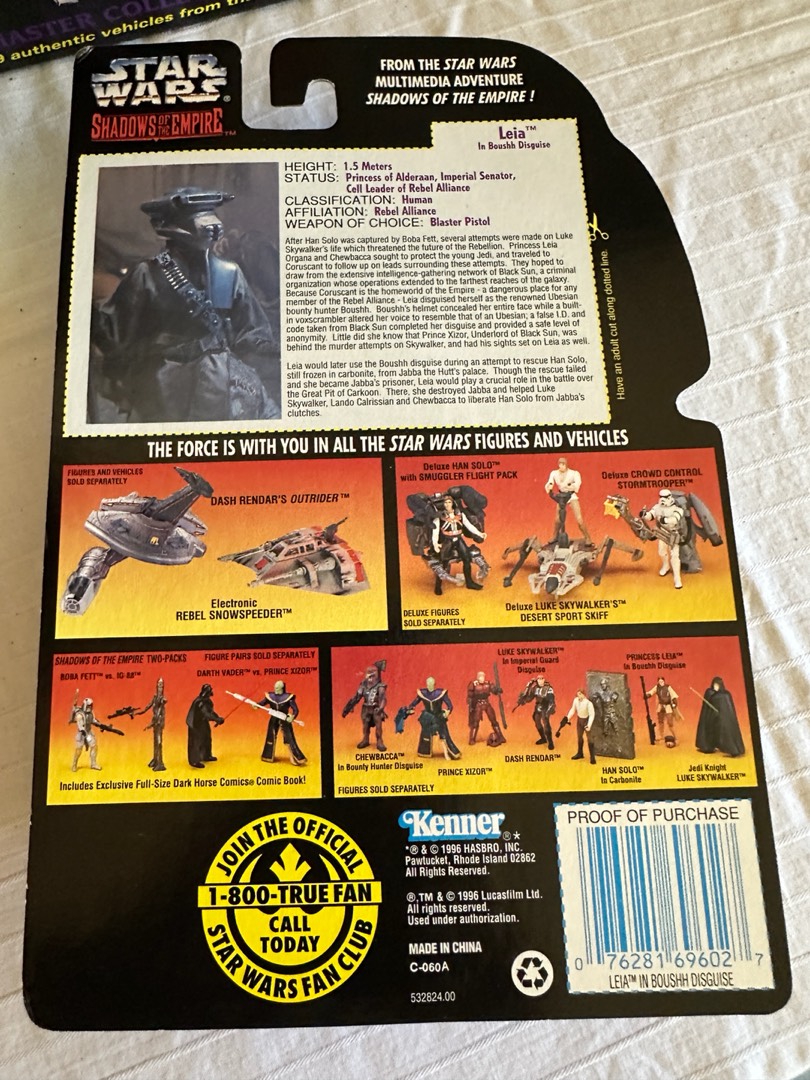 ASTER COLL
9 authentic vehicles from th
STAR
WARS®
SHADOWS OF THE EMPIRE™
FROM THE STAR WARS
MULTIMEDIA ADVENTURE
SHADOWS OF THE EMPIRE !
Leia™
In Boushh Disguise
HEIGHT: 1.5 Meters
STATUS: Princess of Alderaan, Imperial Senator,
Cell Leader of Rebel Alliance
CLASSIFICATION: Human
AFFILIATION: Rebel Alliance
WEAPON OF CHOICE: Blaster Pistol
After Han Solo was captured by Boba Fett, several attempts were made on Luke
Skywalker's life which threatened the future of the Rebellion. Princess Leia
Organa and Chewbacca sought to protect the young Jedi, and traveled to
Coruscant to follow up on leads surrounding these attempts. They hoped to
draw from the extensive intelligence-gathering network of Black Sun, a criminal
organization whose operations extended to the farthest reaches of the galaxy.
Because Coruscant is the homeworld of the Empire - a dangerous place for any
member of the Rebel Alliance - Leia disguised herself as the renowned Ubesian
bounty hunter Boushh. Boushh's helmet concealed her entire face while a built-
in voxscrambler altered her voice to resemble that of an Ubesian; a false I.D. and
code taken from Black Sun completed her disguise and provided a safe level of
anonymity. Little did she know that Prince Xizor, Underlord of Black Sun, was
behind the murder attempts on Skywalker, and had his sights set on Leia as well.
Leia would later use the Boushh disguise during an attempt to rescue Han Solo,
still frozen in carbonite, from Jabba the Hutt's palace. Though the rescue failed
and she became Jabba's prisoner, Leia would play a crucial role in the battle over
the Great Pit of Carkoon. There, she destroyed Jabba and helped Luke
Skywalker, Lando Calrissian and Chewbacca to liberate Han Solo from Jabba's
clutches.
Have an adult cut along dotted line.
THE FORCE IS WITH YOU IN ALL THE STAR WARS FIGURES AND VEHICLES
FIGURES AND VEHICLES
SOLD SEPARATELY
DASH RENDAR'S OUTRIDER™
Electronic
REBEL SNOWSPEEDER™
Deluxe HAN SOLO™
with SMUGGLER FLIGHT PACK
Deluxe CROWD CONTROL
STORMTROOPER™
DELUXE FIGURES
SOLD SEPARATELY
Deluxe LUKE SKYWALKER'S™
DESERT SPORT SKIFF
SHADOWS OF THE EMPIRE TWO-PACKS
FIGURE PAIRS SOLD SEPARATELY
BOBA FETT™ vs. IG-88™
DARTH VADER™ vs. PRINCE XIZOR™
Includes Exclusive Full-Size Dark Horse Comics® Comic Book!
LUKE SKYWALKER™
In Imperial Guard
Disguise
PRINCESS LEIA™
In Boushh Disguise
CHEWBACCA™
In Bounty Hunter Disguise
PRINCE XIZOR™
DASH RENDAR™
HAN SOLO™
In Carbonite
Jedi Knight
LUKE SKYWALKER™
FIGURES SOLD SEPARATELY
JOIN THE OFFICIAL
1-800-TRUE FAN
CALL
TODAY
STAR WARS FAN CLUB
Kenner®*
*® & © 1996 HASBRO, INC.
Pawtucket, Rhode Island 02862
All Rights Reserved.
®,TM & © 1996 Lucasfilm Ltd.
All rights reserved.
Used under authorization.
MADE IN CHINA
C-060A
532824.00
PROOF OF PURCHASE
0 76281 69602 7
LEIA™ IN BOUSHH DISGUISE